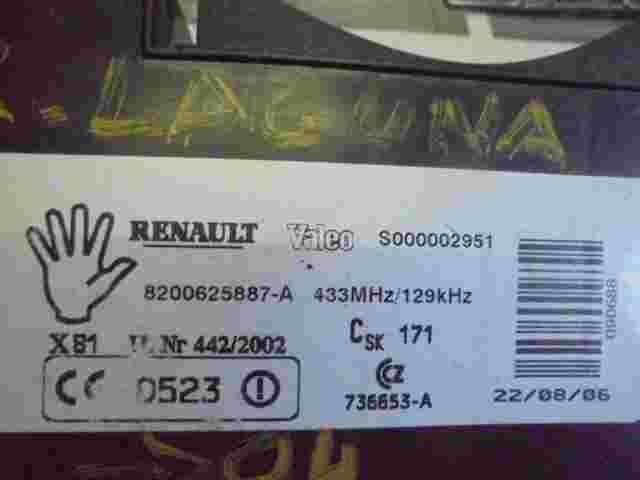 R-LAGUNA
RENAULT Valeo S000002951
8200625887-A 433MHz/129kHz
X81 Nr 442/2002 CSK 171
CE 0523
CZ
736653-A 22/08/06